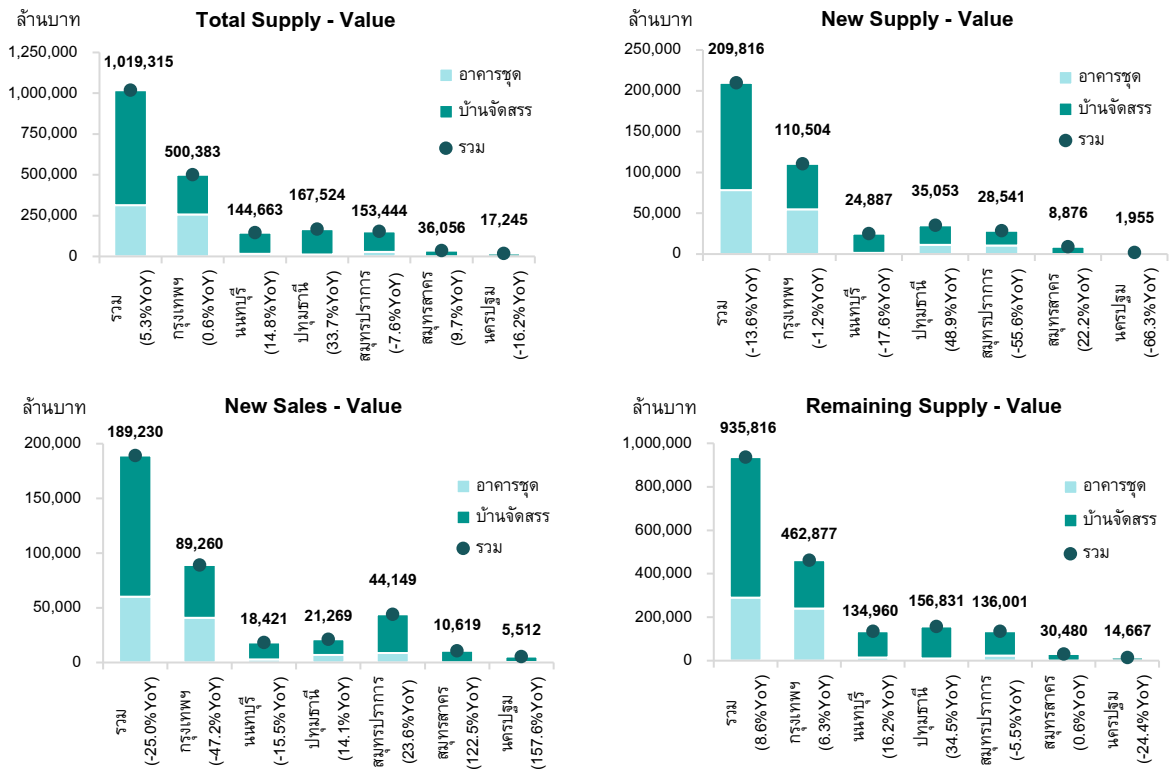 ล้านบาท
Total Supply - Value
1,250,000
1,000,000
750,000
500,000
250,000
0
1,019,315
500,383
144,663
167,524
153,444
36,056
17,245
อาคารชุด
บ้านจัดสรร
รวม
รวม
(5.3%YoY)
กรุงเทพฯ
(0.6%YoY)
นนทบุรี
(14.8%YoY)
ปทุมธานี
(33.7%YoY)
สมุทรปราการ
(-7.6%YoY)
สมุทรสาคร
(9.7%YoY)
นครปฐม
(-16.2%YoY)
ล้านบาท
New Supply - Value
250,000
200,000
150,000
100,000
50,000
0
209,816
110,504
24,887
35,053
28,541
8,876
1,955
อาคารชุด
บ้านจัดสรร
รวม
รวม
(-13.6%YoY)
กรุงเทพฯ
(-1.2%YoY)
นนทบุรี
(-17.6%YoY)
ปทุมธานี
(48.9%YoY)
สมุทรปราการ
(-55.6%YoY)
สมุทรสาคร
(22.2%YoY)
นครปฐม
(-66.3%YoY)
ล้านบาท
New Sales - Value
200,000
150,000
100,000
50,000
0
189,230
89,260
18,421
21,269
44,149
10,619
5,512
อาคารชุด
บ้านจัดสรร
รวม
รวม
(-25.0%YoY)
กรุงเทพฯ
(-47.2%YoY)
นนทบุรี
(-15.5%YoY)
ปทุมธานี
(14.1%YoY)
สมุทรปราการ
(23.6%YoY)
สมุทรสาคร
(122.5%YoY)
นครปฐม
(157.6%YoY)
ล้านบาท
Remaining Supply - Value
1,000,000
800,000
600,000
400,000
200,000
0
935,816
462,877
134,960
156,831
136,001
30,480
14,667
อาคารชุด
บ้านจัดสรร
รวม
รวม
(8.6%YoY)
กรุงเทพฯ
(6.3%YoY)
นนทบุรี
(16.2%YoY)
ปทุมธานี
(34.5%YoY)
สมุทรปราการ
(-5.5%YoY)
สมุทรสาคร
(0.6%YoY)
นครปฐม
(-24.4%YoY)